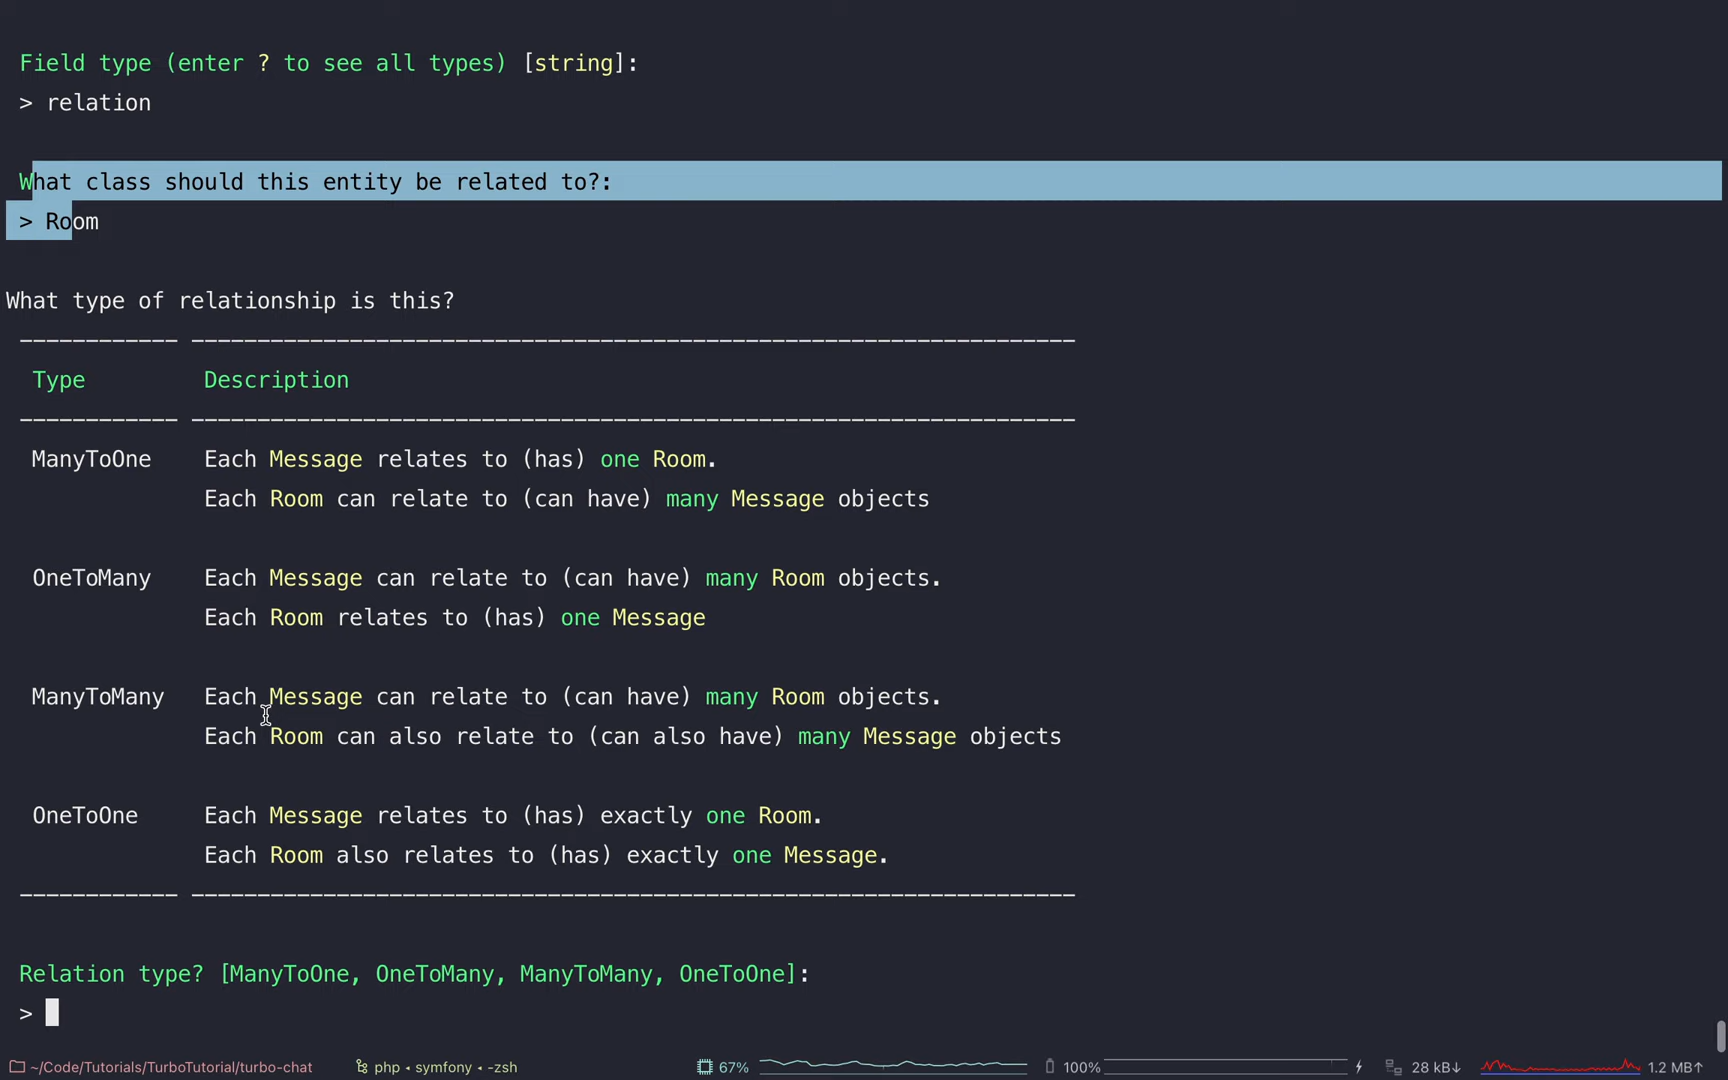 Field type (enter ? to see all types) [string]:
> relation
What class should this entity be related to?:
> Room
What type of relationship is this?
Type Description
ManyToOne Each Message relates to (has) one Room.
Each Room can relate to (can have) many Message objects
OneToMany Each Message can relate to (can have) many Room objects.
Each Room relates to (has) one Message
ManyToMany Each Message can relate to (can have) many Room objects.
Each Room can also relate to (can also have) many Message objects
OneToOne Each Message relates to (has) exactly one Room.
Each Room also relates to (has) exactly one Message.
Relation type? [ManyToOne, OneToMany, ManyToMany, OneToOne]:
>
~/Code/Tutorials/TurboTutorial/turbo-chat php ◂ symfony ◂ -zsh 67% 100% 28 kB↓ 1.2 MB↑